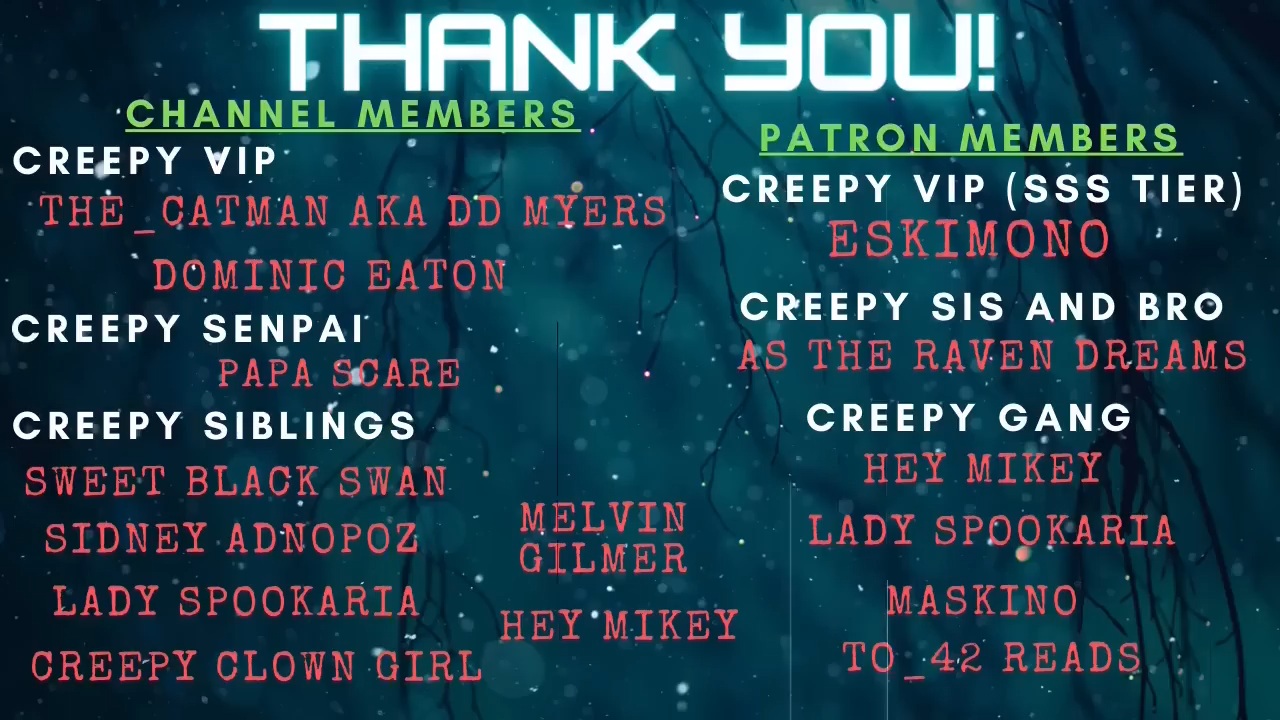 THANK YOU!
CHANNEL MEMBERS
CREEPY VIP
THE_CATMAN AKA DD MYERS
DOMINIC EATON
CREEPY SENPAI
PAPA SCARE
CREEPY SIBLINGS
SWEET BLACK SWAN
SIDNEY ADNOPOZ
LADY SPOOKARIA
CREEPY CLOWN GIRL
MELVIN
GILMER
HEY MIKEY
PATRON MEMBERS
CREEPY VIP (SSS TIER)
ESKIMONO
CREEPY SIS AND BRO
AS THE RAVEN DREAMS
CREEPY GANG
HEY MIKEY
LADY SPOOKARIA
MASKINO
TO_42 READS